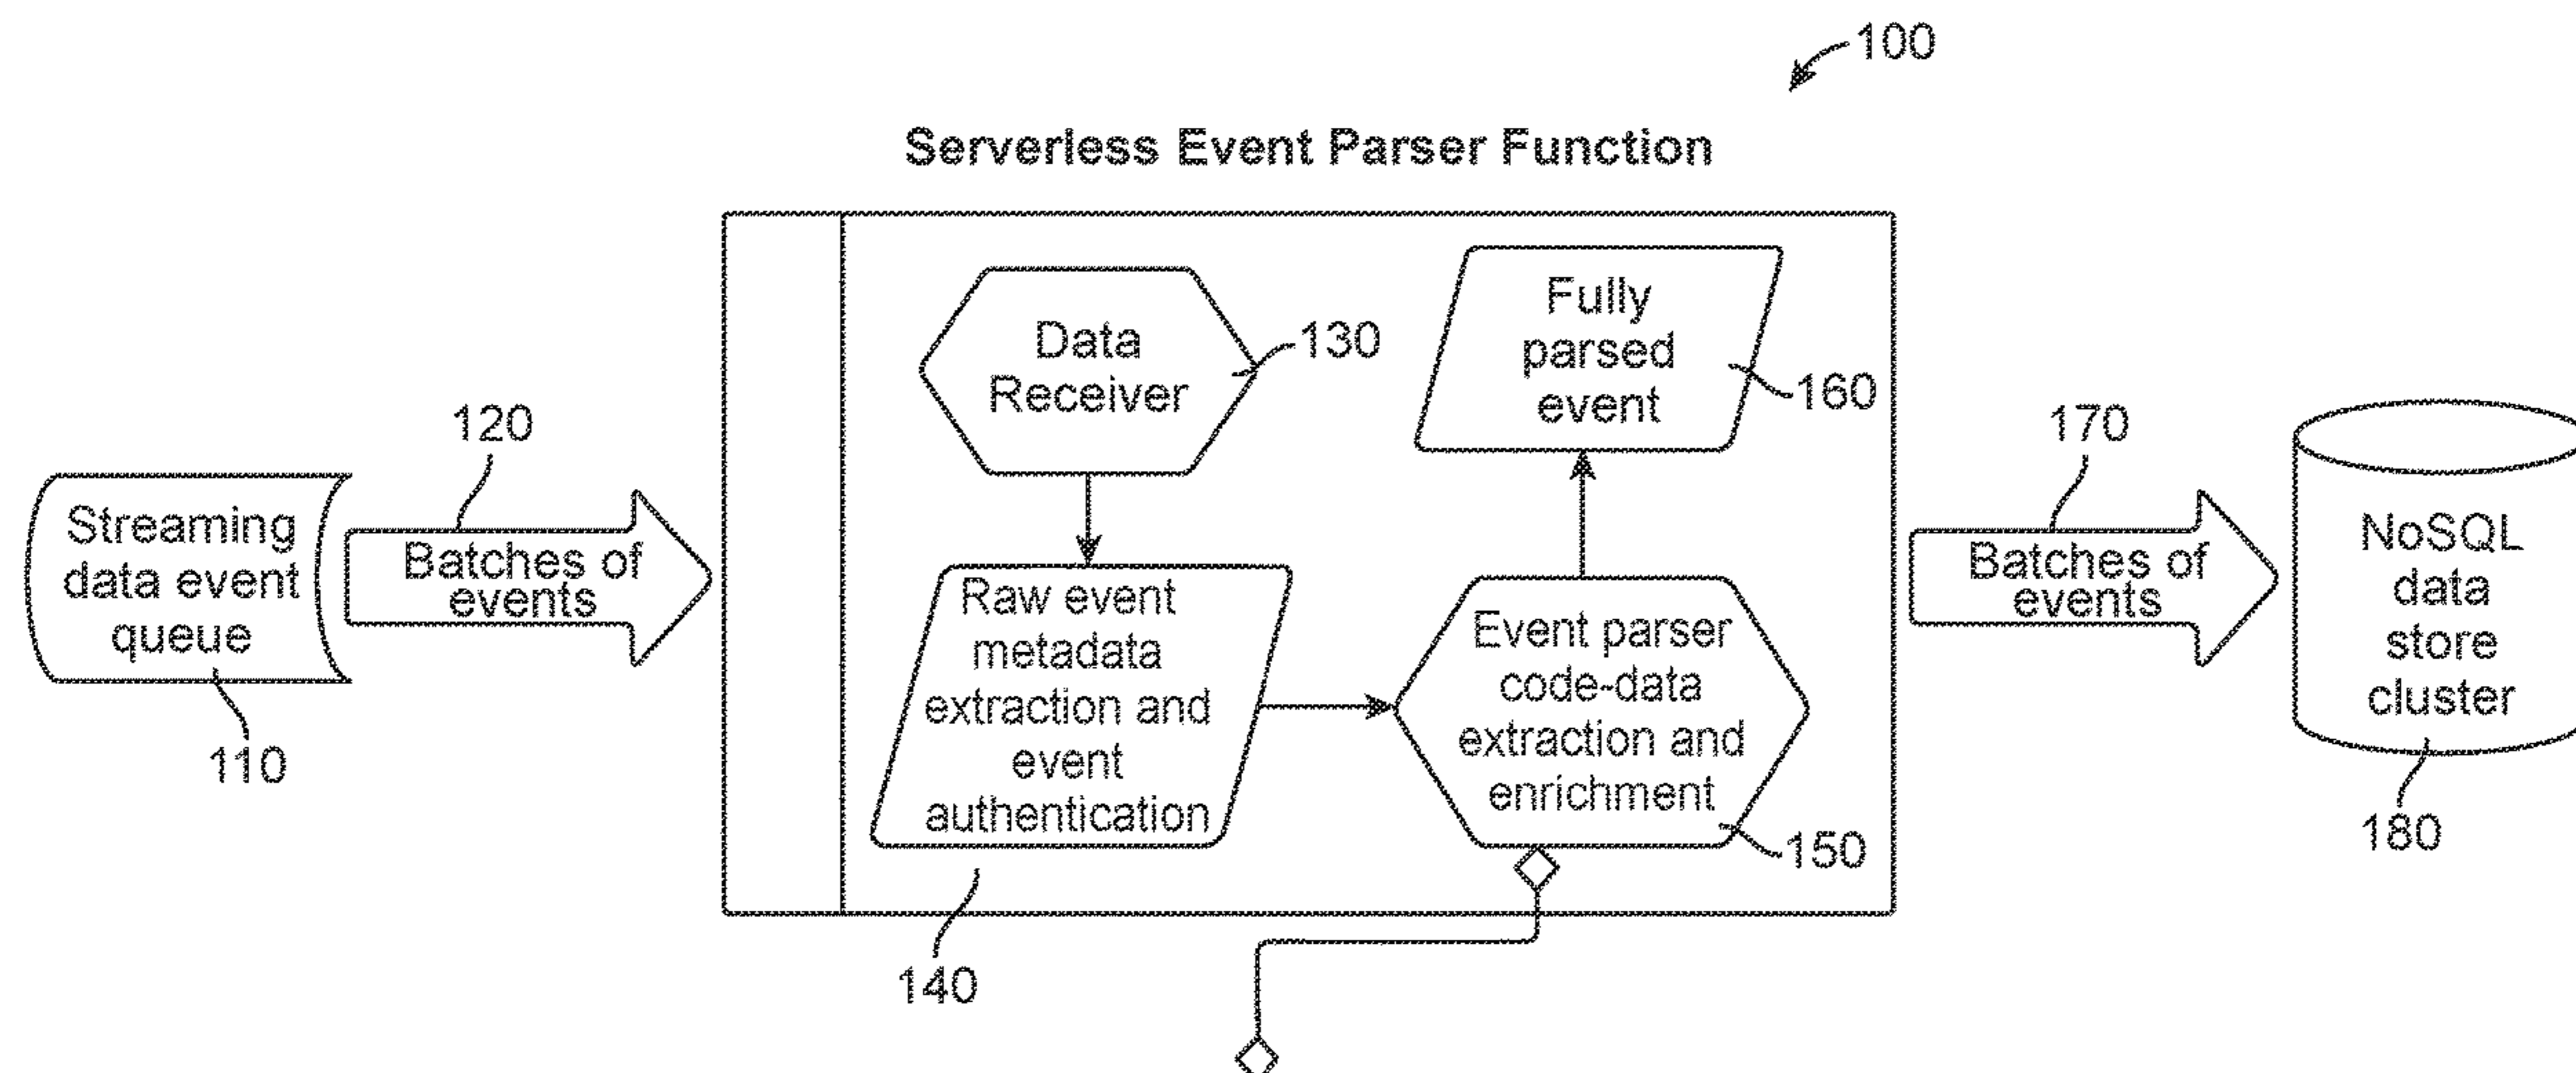 100
Serverless Event Parser Function
Streaming
data event
queue
110
120
Batches of
events
Data
Receiver
130
Raw event
metadata
extraction and
event
authentication
140
Event parser
code-data
extraction and
enrichment
150
Fully
parsed
event
160
170
Batches of
events
NoSQL
data
store
cluster
180